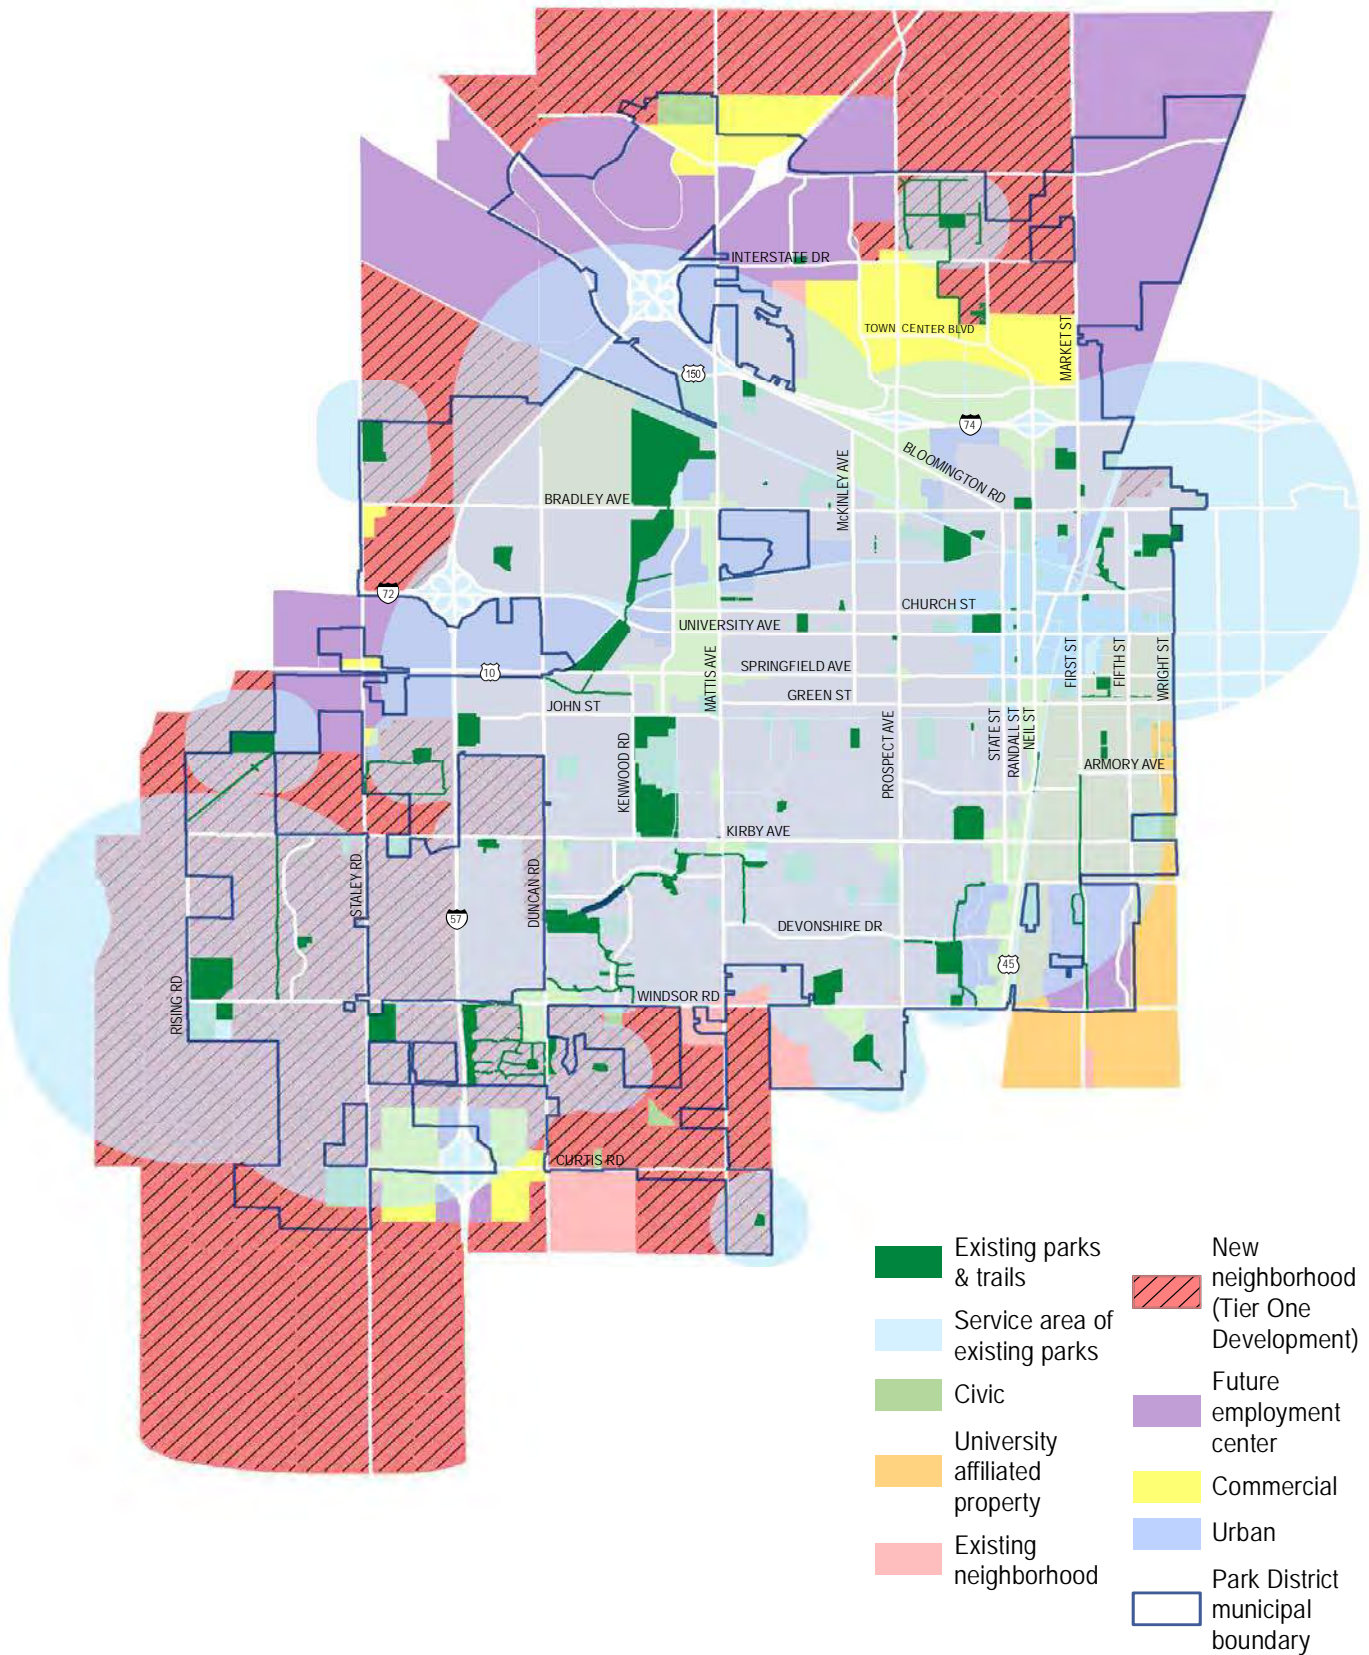 INTERSTATE DR
TOWN CENTER BLVD
MARKET ST
150
74
BLOOMINGTON RD
McKINLEY AVE
BRADLEY AVE
72
CHURCH ST
UNIVERSITY AVE
MATTIS AVE
SPRINGFIELD AVE
10
GREEN ST
JOHN ST
FIRST ST
FIFTH ST
WRIGHT ST
KENWOOD RD
PROSPECT AVE
STATE ST
RANDALL ST
NEIL ST
ARMORY AVE
KIRBY AVE
STALEY RD
DUNCAN RD
57
DEVONSHIRE DR
45
RISING RD
WINDSOR RD
CURTIS RD
Existing parks
& trails
Service area of
existing parks
Civic
University
affiliated
property
Existing
neighborhood
New
neighborhood
(Tier One
Development)
Future
employment
center
Commercial
Urban
Park District
municipal
boundary